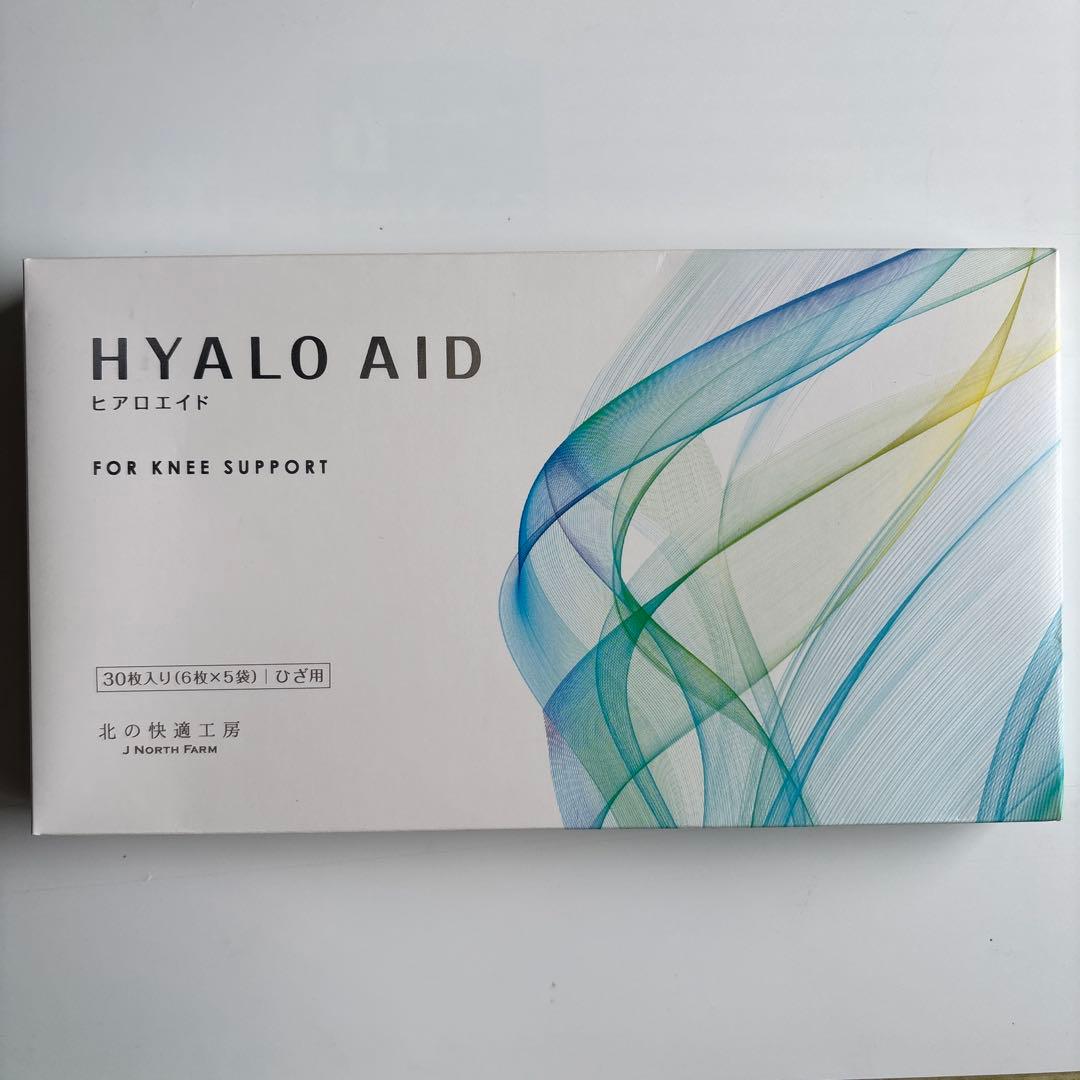 HYALO AID
ヒアロエイド
FOR KNEE SUPPORT
30枚入り(6枚×5袋)|ひざ用
北の快適工房
J NORTH FARM